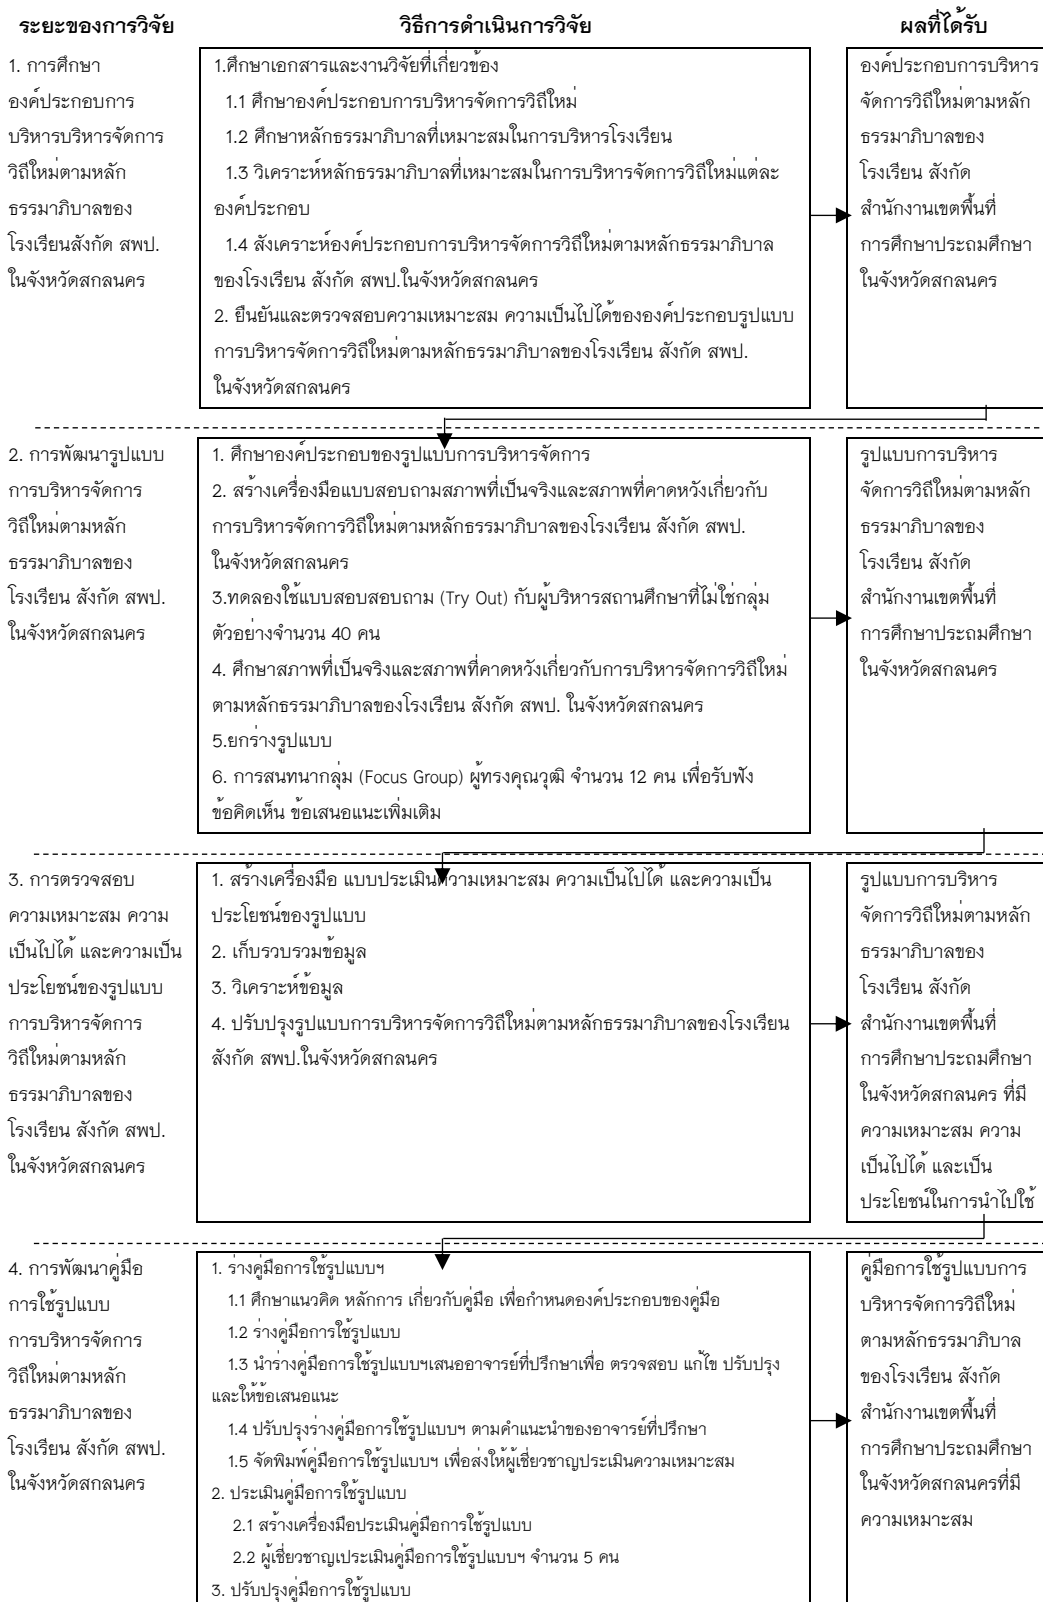 ระยะของการวิจัย
วิธีการดำเนินการวิจัย
ผลที่ได้รับ
1. การศึกษา
องค์ประกอบการ
บริหารบริหารจัดการ
วิถีใหม่ตามหลัก
ธรรมาภิบาลของ
โรงเรียนสังกัด สพป.
ในจังหวัดสกลนคร
1.ศึกษาเอกสารและงานวิจัยที่เกี่ยวข้อง
1.1 ศึกษาองค์ประกอบการบริหารจัดการวิถีใหม่
1.2 ศึกษาหลักธรรมาภิบาลที่เหมาะสมในการบริหารโรงเรียน
1.3 วิเคราะห์หลักธรรมาภิบาลที่เหมาะสมในการบริหารจัดการวิถีใหม่แต่ละ
องค์ประกอบ
1.4 สังเคราะห์องค์ประกอบการบริหารจัดการวิถีใหม่ตามหลักธรรมาภิบาล
ของโรงเรียน สังกัด สพป.ในจังหวัดสกลนคร
2. ยืนยันและตรวจสอบความเหมาะสม ความเป็นไปได้ขององค์ประกอบรูปแบบ
การบริหารจัดการวิถีใหม่ตามหลักธรรมาภิบาลของโรงเรียน สังกัด สพป.
ในจังหวัดสกลนคร
องค์ประกอบการบริหาร
จัดการวิถีใหม่ตามหลัก
ธรรมาภิบาลของ
โรงเรียน สังกัด
สำนักงานเขตพื้นที่
การศึกษาประถมศึกษา
ในจังหวัดสกลนคร
2. การพัฒนารูปแบบ
การบริหารจัดการ
วิถีใหม่ตามหลัก
ธรรมาภิบาลของ
โรงเรียน สังกัด สพป.
ในจังหวัดสกลนคร
1. ศึกษาองค์ประกอบของรูปแบบการบริหารจัดการ
2. สร้างเครื่องมือแบบสอบถามสภาพที่เป็นจริงและสภาพที่คาดหวังเกี่ยวกับ
การบริหารจัดการวิถีใหม่ตามหลักธรรมาภิบาลของโรงเรียน สังกัด สพป.
ในจังหวัดสกลนคร
3.ทดลองใช้แบบสอบสอบถาม (Try Out) กับผู้บริหารสถานศึกษาที่ไม่ใช่กลุ่ม
ตัวอย่างจำนวน 40 คน
4. ศึกษาสภาพที่เป็นจริงและสภาพที่คาดหวังเกี่ยวกับการบริหารจัดการวิถีใหม่
ตามหลักธรรมาภิบาลของโรงเรียน สังกัด สพป. ในจังหวัดสกลนคร
5.ยกร่างรูปแบบ
6. การสนทนากลุ่ม (Focus Group) ผู้ทรงคุณวุฒิ จำนวน 12 คน เพื่อรับฟัง
ข้อคิดเห็น ข้อเสนอแนะเพิ่มเติม
รูปแบบการบริหาร
จัดการวิถีใหม่ตามหลัก
ธรรมาภิบาลของ
โรงเรียน สังกัด
สำนักงานเขตพื้นที่
การศึกษาประถมศึกษา
ในจังหวัดสกลนคร
3. การตรวจสอบ
ความเหมาะสม ความ
เป็นไปได้ และความเป็น
ประโยชน์ของรูปแบบ
การบริหารจัดการ
วิถีใหม่ตามหลัก
ธรรมาภิบาลของ
โรงเรียน สังกัด สพป.
ในจังหวัดสกลนคร
1. สร้างเครื่องมือ แบบประเมินความเหมาะสม ความเป็นไปได้ และความเป็น
ประโยชน์ของรูปแบบ
2. เก็บรวบรวมข้อมูล
3. วิเคราะห์ข้อมูล
4. ปรับปรุงรูปแบบการบริหารจัดการวิถีใหม่ตามหลักธรรมาภิบาลของโรงเรียน
สังกัด สพป.ในจังหวัดสกลนคร
รูปแบบการบริหาร
จัดการวิถีใหม่ตามหลัก
ธรรมาภิบาลของ
โรงเรียน สังกัด
สำนักงานเขตพื้นที่
การศึกษาประถมศึกษา
ในจังหวัดสกลนคร ที่มี
ความเหมาะสม ความ
เป็นไปได้ และเป็น
ประโยชน์ในการนำไปใช้
4. การพัฒนาคู่มือ
การใช้รูปแบบ
การบริหารจัดการ
วิถีใหม่ตามหลัก
ธรรมาภิบาลของ
โรงเรียน สังกัด สพป.
ในจังหวัดสกลนคร
1. ร่างคู่มือการใช้รูปแบบฯ
1.1 ศึกษาแนวคิด หลักการ เกี่ยวกับคู่มือ เพื่อกำหนดองค์ประกอบของคู่มือ
1.2 ร่างคู่มือการใช้รูปแบบ
1.3 นำร่างคู่มือการใช้รูปแบบฯเสนออาจารย์ที่ปรึกษาเพื่อ ตรวจสอบ แก้ไข ปรับปรุง
และให้ข้อเสนอแนะ
1.4 ปรับปรุงร่างคู่มือการใช้รูปแบบฯ ตามคำแนะนำของอาจารย์ที่ปรึกษา
1.5 จัดพิมพ์คู่มือการใช้รูปแบบฯ เพื่อส่งให้ผู้เชี่ยวชาญประเมินความเหมาะสม
2. ประเมินคู่มือการใช้รูปแบบ
2.1 สร้างเครื่องมือประเมินคู่มือการใช้รูปแบบ
2.2 ผู้เชี่ยวชาญเประเมินคู่มือการใช้รูปแบบฯ จำนวน 5 คน
3. ปรับปรุงคู่มือการใช้รูปแบบ
คู่มือการใช้รูปแบบการ
บริหารจัดการวิถีใหม่
ตามหลักธรรมาภิบาล
ของโรงเรียน สังกัด
สำนักงานเขตพื้นที่
การศึกษาประถมศึกษา
ในจังหวัดสกลนครที่มี
ความเหมาะสม